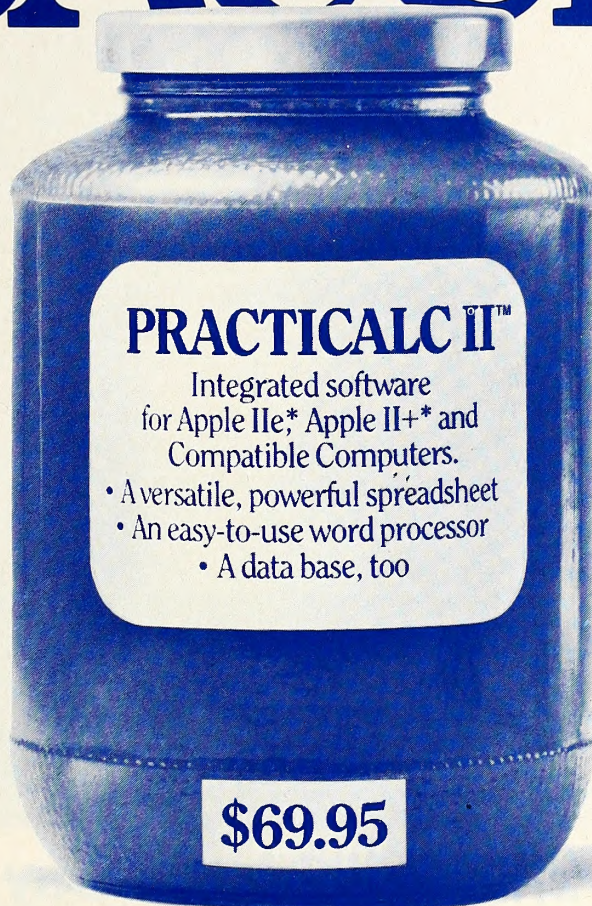 PRACTICALC II™
Integrated software
for Apple IIe,* Apple II+* and
Compatible Computers.
• A versatile, powerful spreadsheet
• An easy-to-use word processor
• A data base, too
$69.95